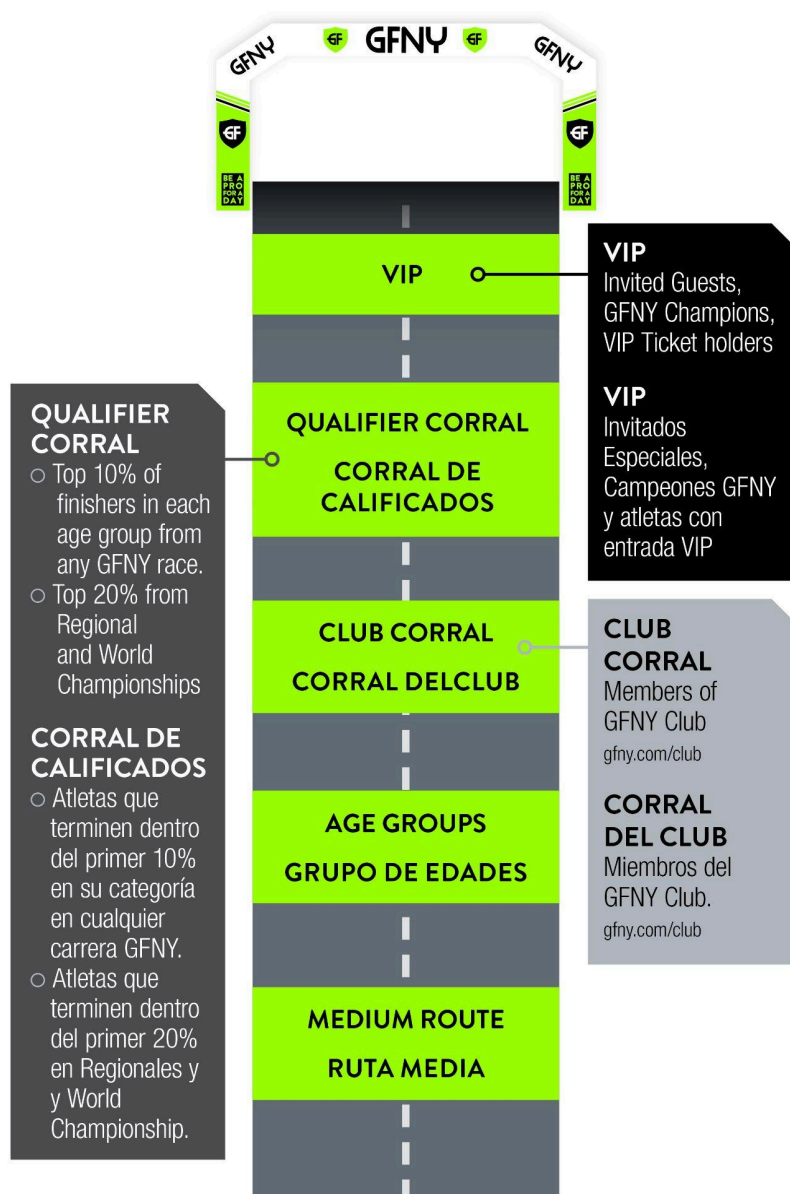 GFNY
GF
GFNY
GF
GFNY
GF
GF
BE A
PRO
FOR A
DAY
BE A
PRO
FOR A
DAY
VIP
VIP
Invited Guests,
GFNY Champions,
VIP Ticket holders
VIP
Invitados
Especiales,
Campeones GFNY
y atletas con
entrada VIP
QUALIFIER
CORRAL
Top 10% of
finishers in each
age group from
any GFNY race.
Top 20% from
Regional
and World
Championships
CORRAL DE
CALIFICADOS
Atletas que
terminen dentro
del primer 10%
en su categoría
en cualquier
carrera GFNY.
Atletas que
terminen dentro
del primer 20%
en Regionales y
y World
Championship.
QUALIFIER CORRAL
CORRAL DE
CALIFICADOS
CLUB CORRAL
CORRAL DELCLUB
CLUB
CORRAL
Members of
GFNY Club
gfny.com/club
CORRAL
DEL CLUB
Miembros del
GFNY Club.
gfny.com/club
AGE GROUPS
GRUPO DE EDADES
MEDIUM ROUTE
RUTA MEDIA